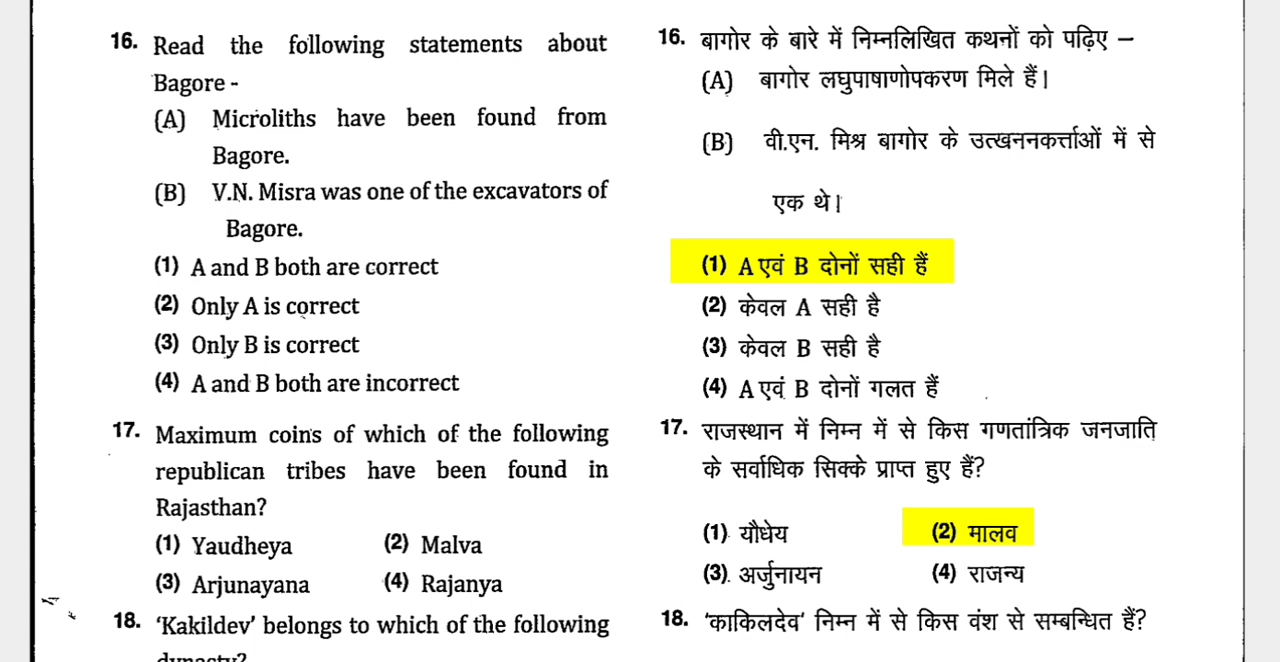 16. Read the following statements about
Bagore -
(A) Microliths have been found from
Bagore.
(B) V.N. Misra was one of the excavators of
Bagore.
(1) A and B both are correct
(2) Only A is correct
(3) Only B is correct
(4) A and B both are incorrect
17. Maximum coins of which of the following
republican tribes have been found in
Rajasthan?
(1) Yaudheya (2) Malva
(3) Arjunayana (4) Rajanya
18. ‘Kakildev’ belongs to which of the following
dynasty?
16. बागोर के बारे में निम्नलिखित कथनों को पढ़िए –
(A) बागोर लघुपाषाणोपकरण मिले हैं।
(B) वी.एन. मिश्र बागोर के उत्खननकर्त्ताओं में से
एक थे।
(1) A एवं B दोनों सही हैं
(2) केवल A सही है
(3) केवल B सही है
(4) A एवं B दोनों गलत हैं
17. राजस्थान में निम्न में से किस गणतांत्रिक जनजाति
के सर्वाधिक सिक्के प्राप्त हुए हैं?
(1) यौधेय (2) मालव
(3) अर्जुनायन (4) राजन्य
18. ‘काकिलदेव’ निम्न में से किस वंश से सम्बन्धित हैं?